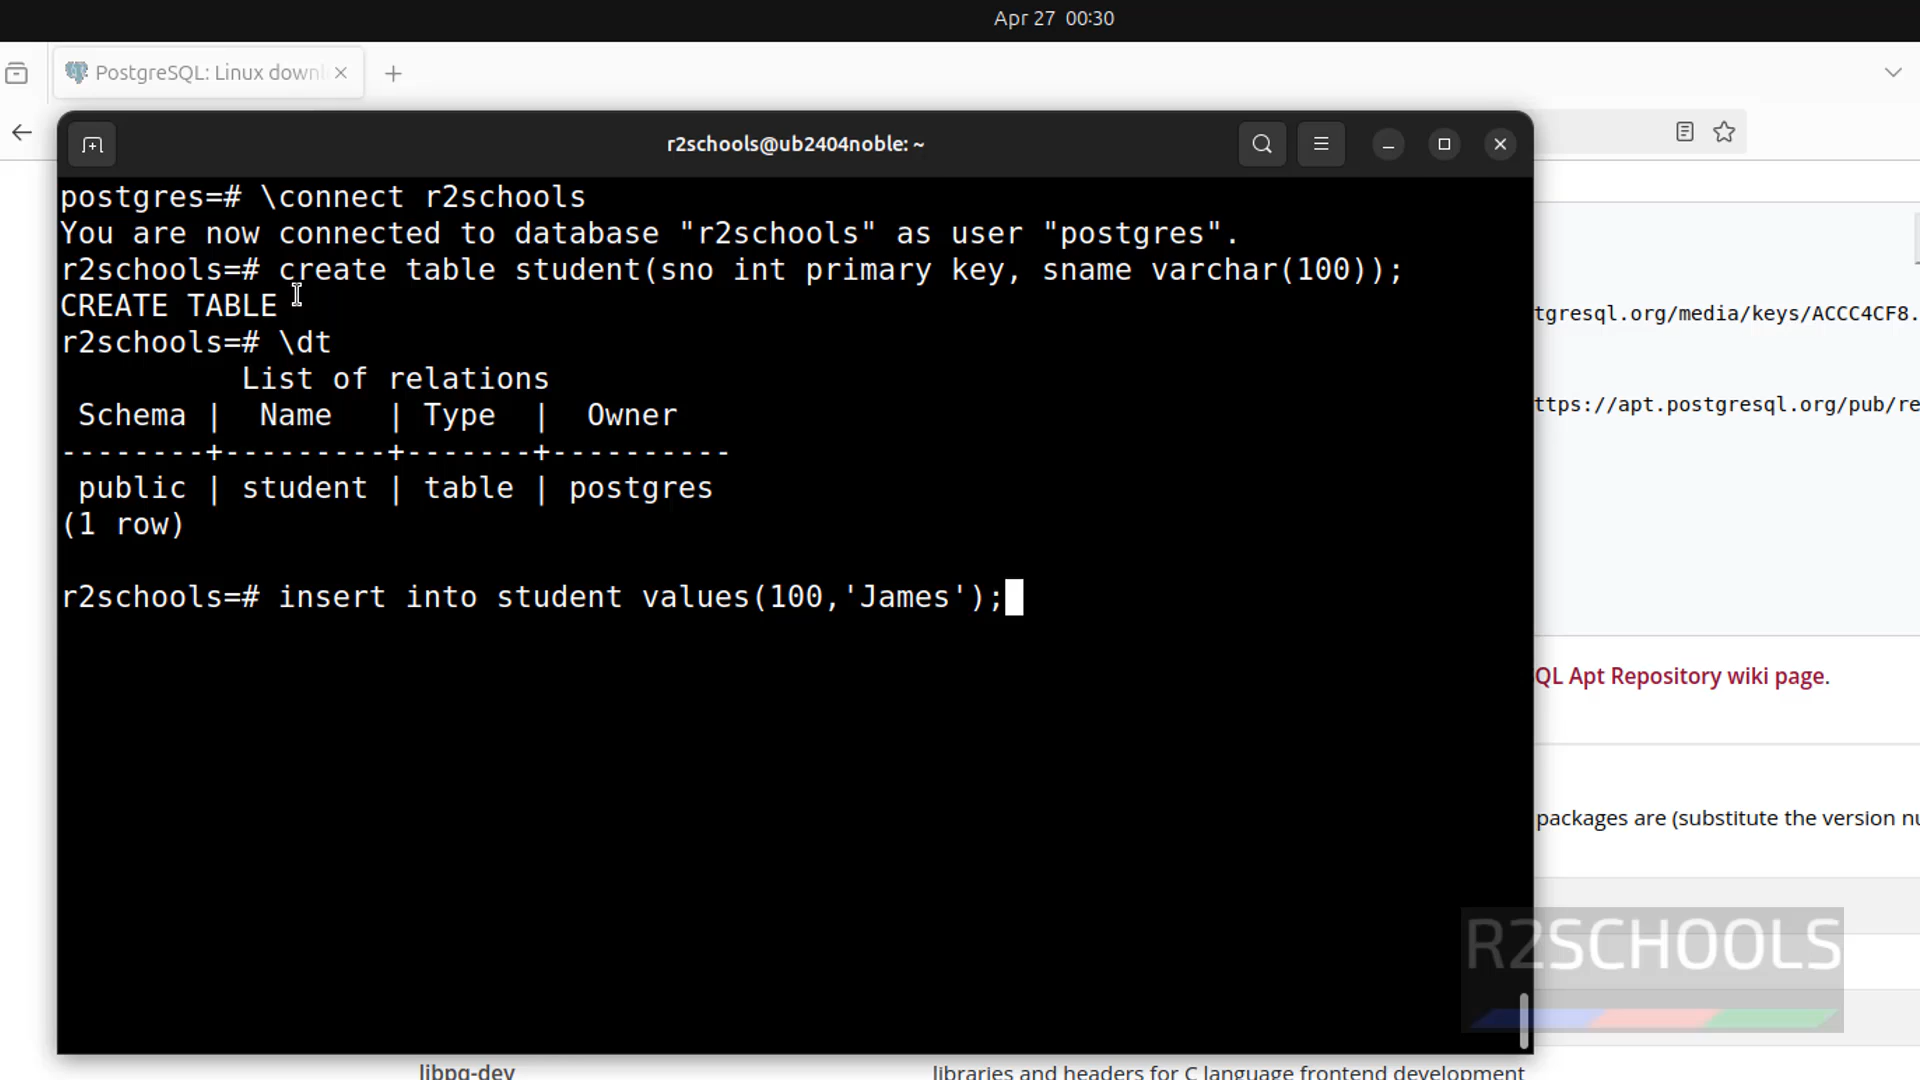 Apr 27 00:30
PostgreSQL: Linux downl
r2schools@ub2404noble: ~
postgres=# \connect r2schools
You are now connected to database "r2schools" as user "postgres".
r2schools=# create table student(sno int primary key, sname varchar(100));
CREATE TABLE
r2schools=# \dt
List of relations
Schema | Name | Type | Owner
--------+---------+-------+----------
public | student | table | postgres
(1 row)
r2schools=# insert into student values(100,'James');
tgresql.org/media/keys/ACCC4CF8.
ttps://apt.postgresql.org/pub/re
QL Apt Repository wiki page.
packages are (substitute the version nu
R2SCHOOLS
libpq-dev
libraries and headers for C language frontend development